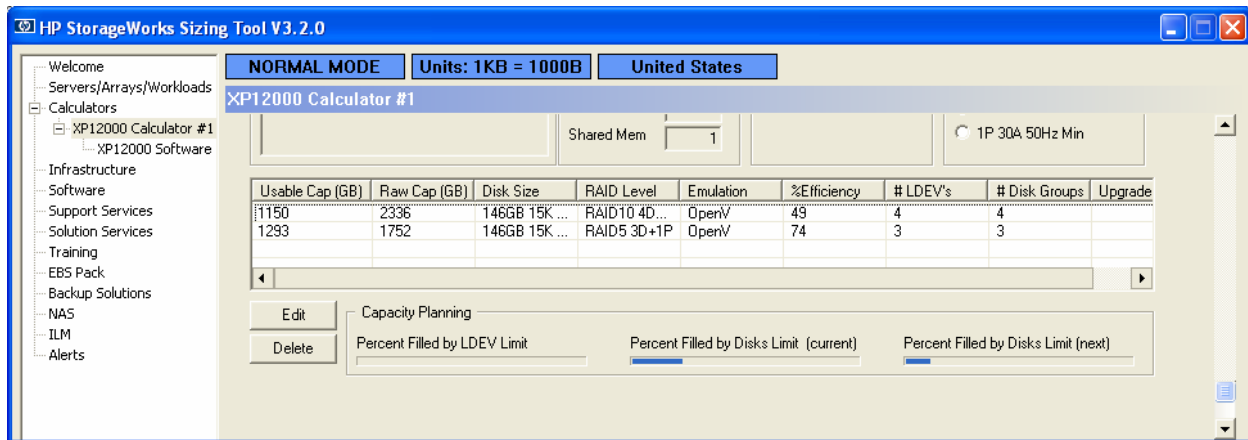 HP StorageWorks Sizing Tool V3.2.0
Welcome
Servers/Arrays/Workloads
Calculators
XP12000 Calculator #1
XP12000 Software
Infrastructure
Software
Support Services
Solution Services
Training
EBS Pack
Backup Solutions
NAS
ILM
Alerts
NORMAL MODE Units: 1KB = 1000B United States
XP12000 Calculator #1
Shared Mem 1 1P 30A 50Hz Min
Usable Cap (GB) Raw Cap (GB) Disk Size RAID Level Emulation %Efficiency # LDEV's # Disk Groups Upgrade
1150 2336 146GB 15K ... RAID10 4D... OpenV 49 4 4
1293 1752 146GB 15K ... RAID5 3D+1P OpenV 74 3 3
Edit
Delete
Capacity Planning
Percent Filled by LDEV Limit Percent Filled by Disks Limit (current) Percent Filled by Disks Limit (next)